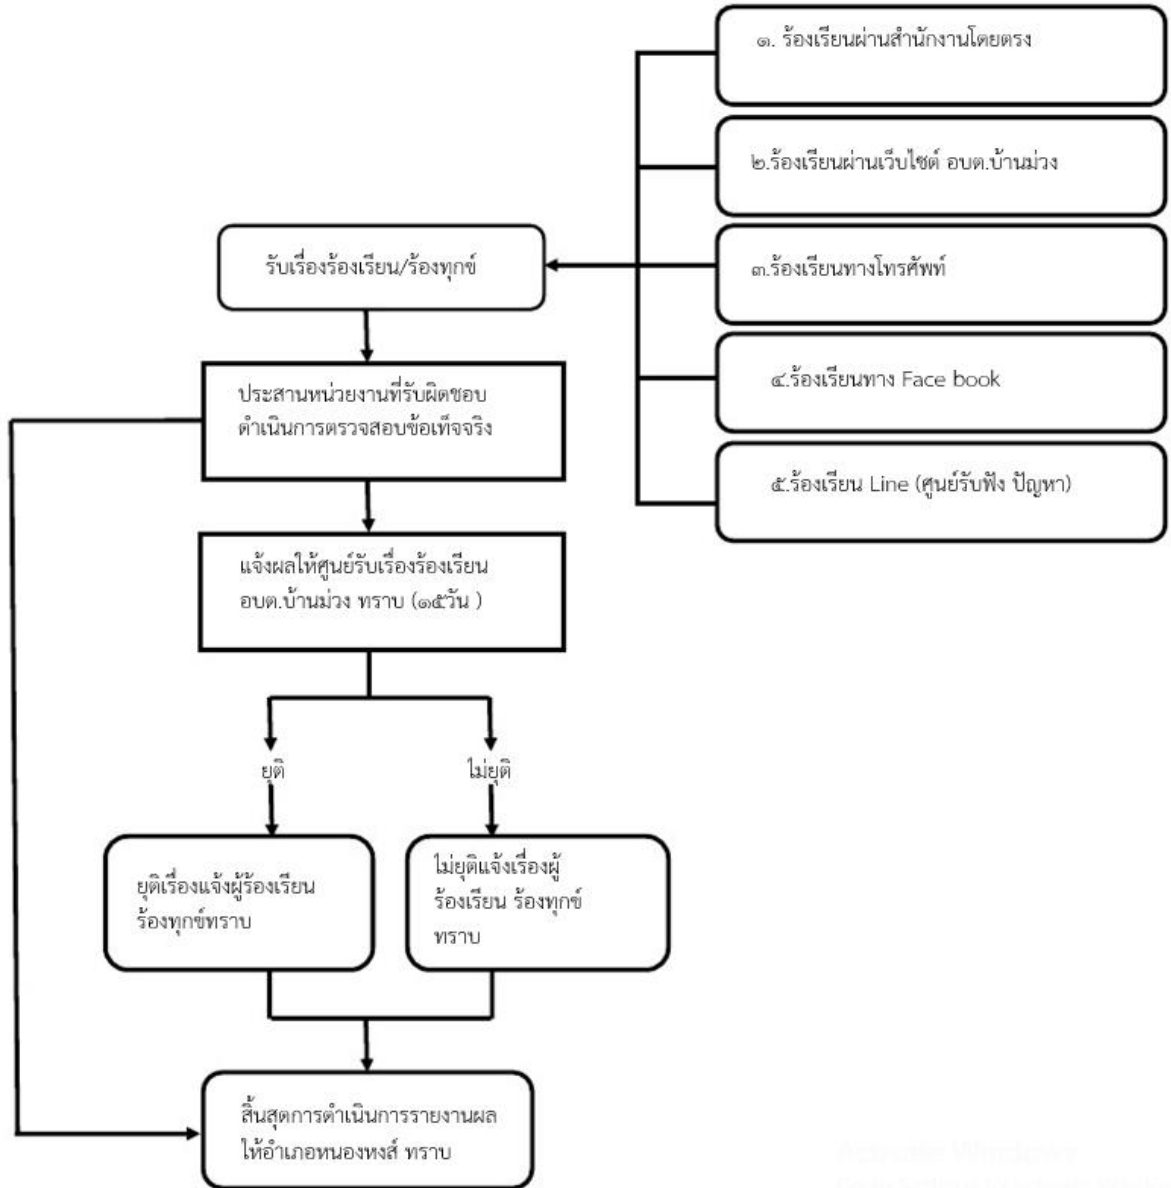 ๑. ร้องเรียนผ่านสำนักงานโดยตรง
๒.ร้องเรียนผ่านเว็บไซต์ อบต.บ้านม่วง
๓.ร้องเรียนทางโทรศัพท์
๔.ร้องเรียนทาง Face book
๕.ร้องเรียน Line (ศูนย์รับฟัง ปัญหา)
รับเรื่องร้องเรียน/ร้องทุกข์
ประสานหน่วยงานที่รับผิดชอบ
ดำเนินการตรวจสอบข้อเท็จจริง
แจ้งผลให้ศูนย์รับเรื่องร้องเรียน
อบต.บ้านม่วง ทราบ (๑๕วัน )
ยุติ
ไม่ยุติ
ยุติเรื่องแจ้งผู้ร้องเรียน
ร้องทุกข์ทราบ
ไม่ยุติแจ้งเรื่องผู้
ร้องเรียน ร้องทุกข์
ทราบ
สิ้นสุดการดำเนินการรายงานผล
ให้อำเภอหนองหงส์ ทราบ